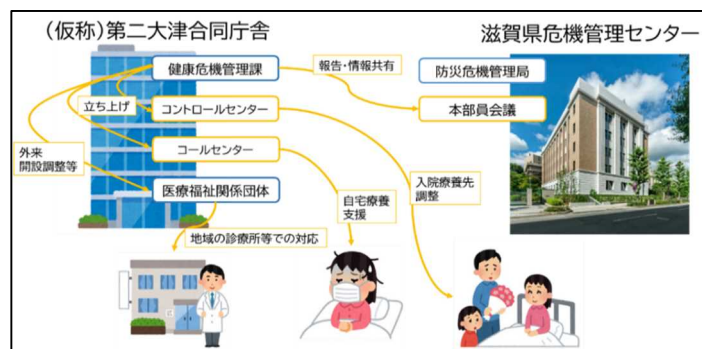 （仮称）第二大津合同庁舎
滋賀県危機管理センター
健康危機管理課
報告・情報共有
防災危機管理局
立ち上げ
コントロールセンター
本部員会議
外来
開設調整等
コールセンター
医療福祉関係団体
自宅療養
支援
入院療養先
調整
地域の診療所等での対応